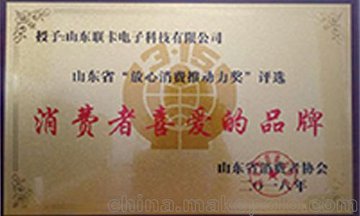 授予:山东联卡电子科技有限公司
3·15
山东省“放心消费推动力奖”评选
消费者喜爱的品牌
山东省消费者协会
二〇一八年
china.makepolo.com